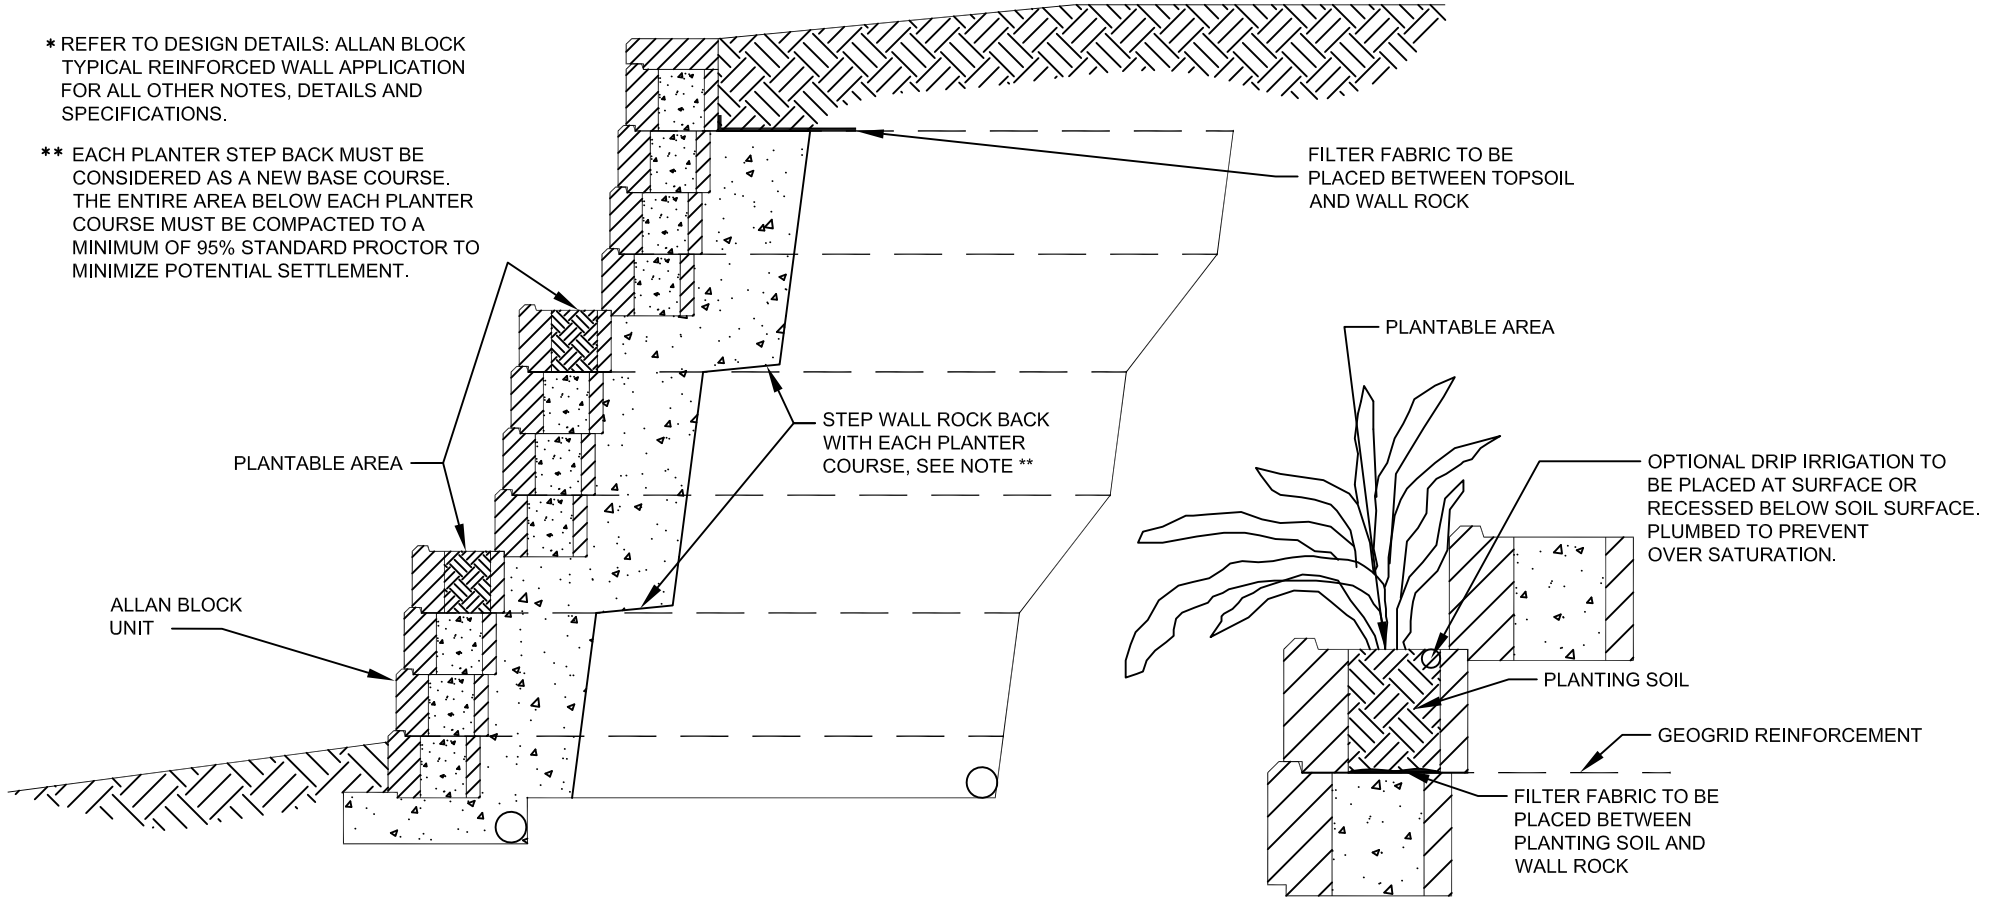 * REFER TO DESIGN DETAILS: ALLAN BLOCK
TYPICAL REINFORCED WALL APPLICATION
FOR ALL OTHER NOTES, DETAILS AND
SPECIFICATIONS.
** EACH PLANTER STEP BACK MUST BE
CONSIDERED AS A NEW BASE COURSE.
THE ENTIRE AREA BELOW EACH PLANTER
COURSE MUST BE COMPACTED TO A
MINIMUM OF 95% STANDARD PROCTOR TO
MINIMIZE POTENTIAL SETTLEMENT.
FILTER FABRIC TO BE
PLACED BETWEEN TOPSOIL
AND WALL ROCK
PLANTABLE AREA
STEP WALL ROCK BACK
WITH EACH PLANTER
COURSE, SEE NOTE **
PLANTABLE AREA
OPTIONAL DRIP IRRIGATION TO
BE PLACED AT SURFACE OR
RECESSED BELOW SOIL SURFACE.
PLUMBED TO PREVENT
OVER SATURATION.
ALLAN BLOCK
UNIT
PLANTING SOIL
GEOGRID REINFORCEMENT
FILTER FABRIC TO BE
PLACED BETWEEN
PLANTING SOIL AND
WALL ROCK